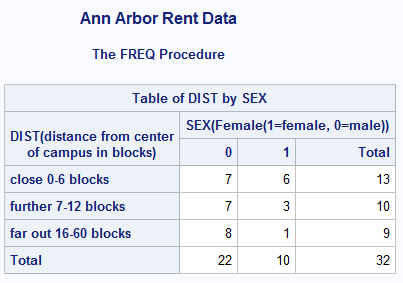 Ann Arbor Rent Data
The FREQ Procedure
Table of DIST by SEX
DIST(distance from center of campus in blocks) SEX(Female(1=female, 0=male))
0 1 Total
close 0-6 blocks 7 6 13
further 7-12 blocks 7 3 10
far out 16-60 blocks 8 1 9
Total 22 10 32